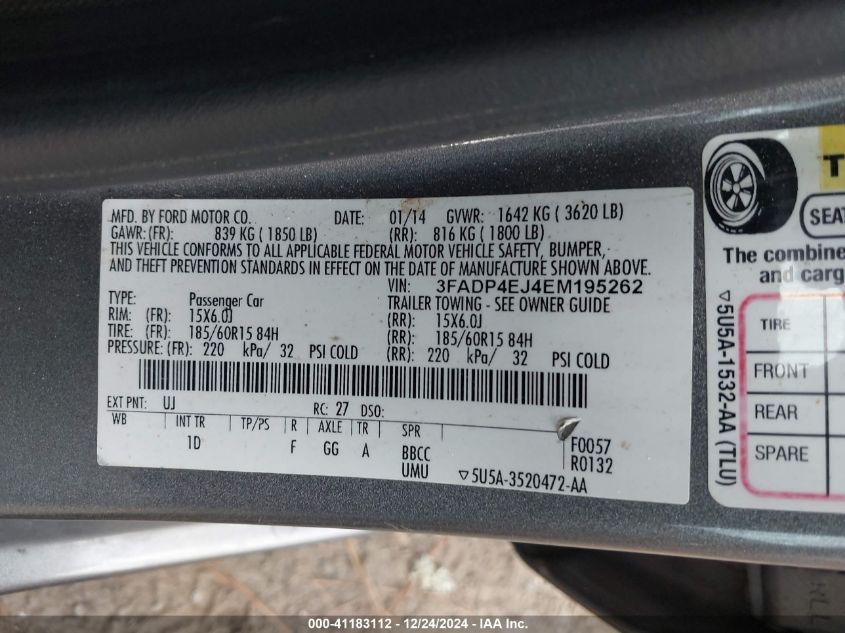 MFD. BY FORD MOTOR CO. DATE: 01/14 GVWR: 1642 KG ( 3620 LB)
GAWR: (FR): 839 KG ( 1850 LB) (RR): 816 KG ( 1800 LB)
THIS VEHICLE CONFORMS TO ALL APPLICABLE FEDERAL MOTOR VEHICLE SAFETY, BUMPER,
AND THEFT PREVENTION STANDARDS IN EFFECT ON THE DATE OF MANUFACTURE SHOWN ABOVE.
VIN: 3FADP4EJ4EM195262
TYPE: Passenger Car TRAILER TOWING - SEE OWNER GUIDE
RIM: (FR): 15X6.0J (RR): 15X6.0J
TIRE: (FR): 185/60R15 84H (RR): 185/60R15 84H
PRESSURE: (FR): 220 kPa/ 32 PSI COLD (RR): 220 kPa/ 32 PSI COLD
EXT PNT: UJ RC: 27 DSO:
WB INT TR TP/PS R AXLE TR SPR
1D F GG A BBCC
UMU
F0057
R0132
▽5U5A-3520472-AA
T
SEAT
The combine
and carg
TIRE
FRONT
REAR
SPARE
▽5U5A-1532-AA (TLU)
000-41183112 - 12/24/2024 - IAA Inc.